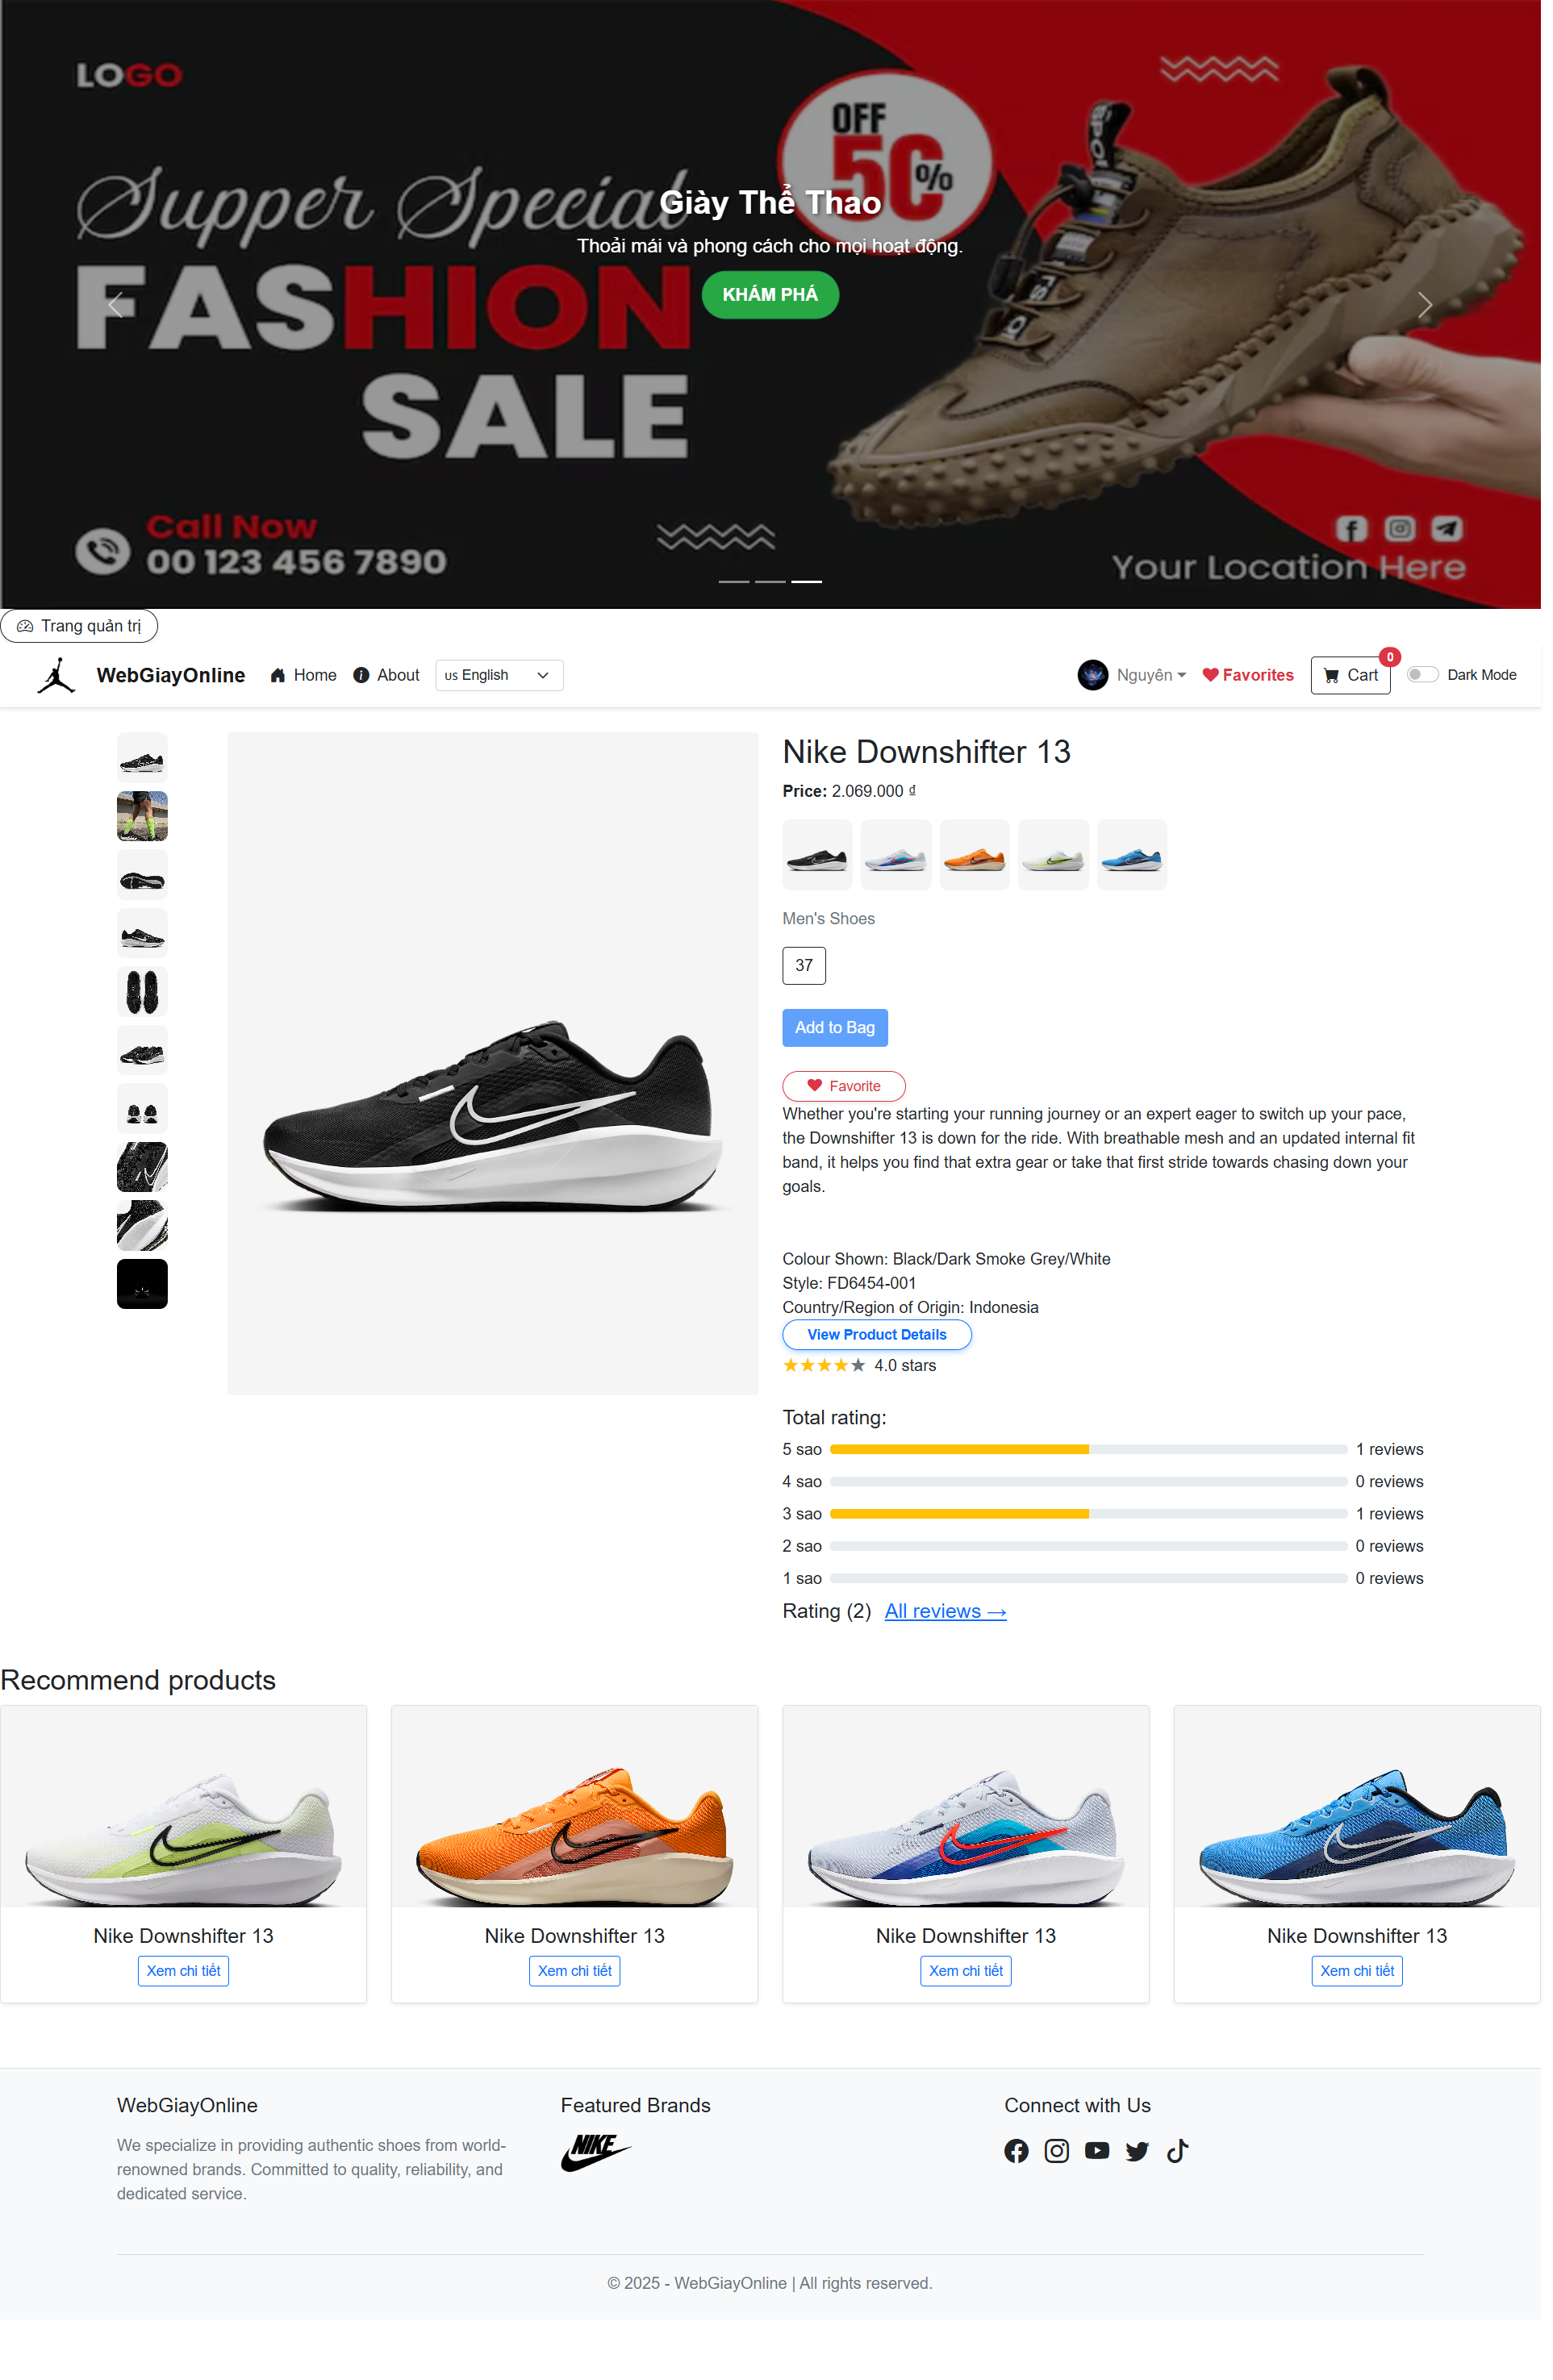 LOGO
OFF
50%
Supper Special
Giày Thể Thao
Thoải mái và phong cách cho mọi hoạt động.
FASHION
KHÁM PHÁ
SALE
Call Now
00 123 456 7890
Your Location Here
Trang quản trị
WebGiayOnline
Home
About
us English
Nguyên
Favorites
Cart
0
Dark Mode
Nike Downshifter 13
Price: 2.069.000 ₫
Men's Shoes
37
Add to Bag
Favorite
Whether you're starting your running journey or an expert eager to switch up your pace,
the Downshifter 13 is down for the ride. With breathable mesh and an updated internal fit
band, it helps you find that extra gear or take that first stride towards chasing down your
goals.
Colour Shown: Black/Dark Smoke Grey/White
Style: FD6454-001
Country/Region of Origin: Indonesia
View Product Details
★★★★★ 4.0 stars
Total rating:
5 sao 1 reviews
4 sao 0 reviews
3 sao 1 reviews
2 sao 0 reviews
1 sao 0 reviews
Rating (2) All reviews →
Recommend products
Nike Downshifter 13
Xem chi tiết
Nike Downshifter 13
Xem chi tiết
Nike Downshifter 13
Xem chi tiết
Nike Downshifter 13
Xem chi tiết
WebGiayOnline
We specialize in providing authentic shoes from world-
renowned brands. Committed to quality, reliability, and
dedicated service.
Featured Brands
NIKE
Connect with Us
© 2025 - WebGiayOnline | All rights reserved.